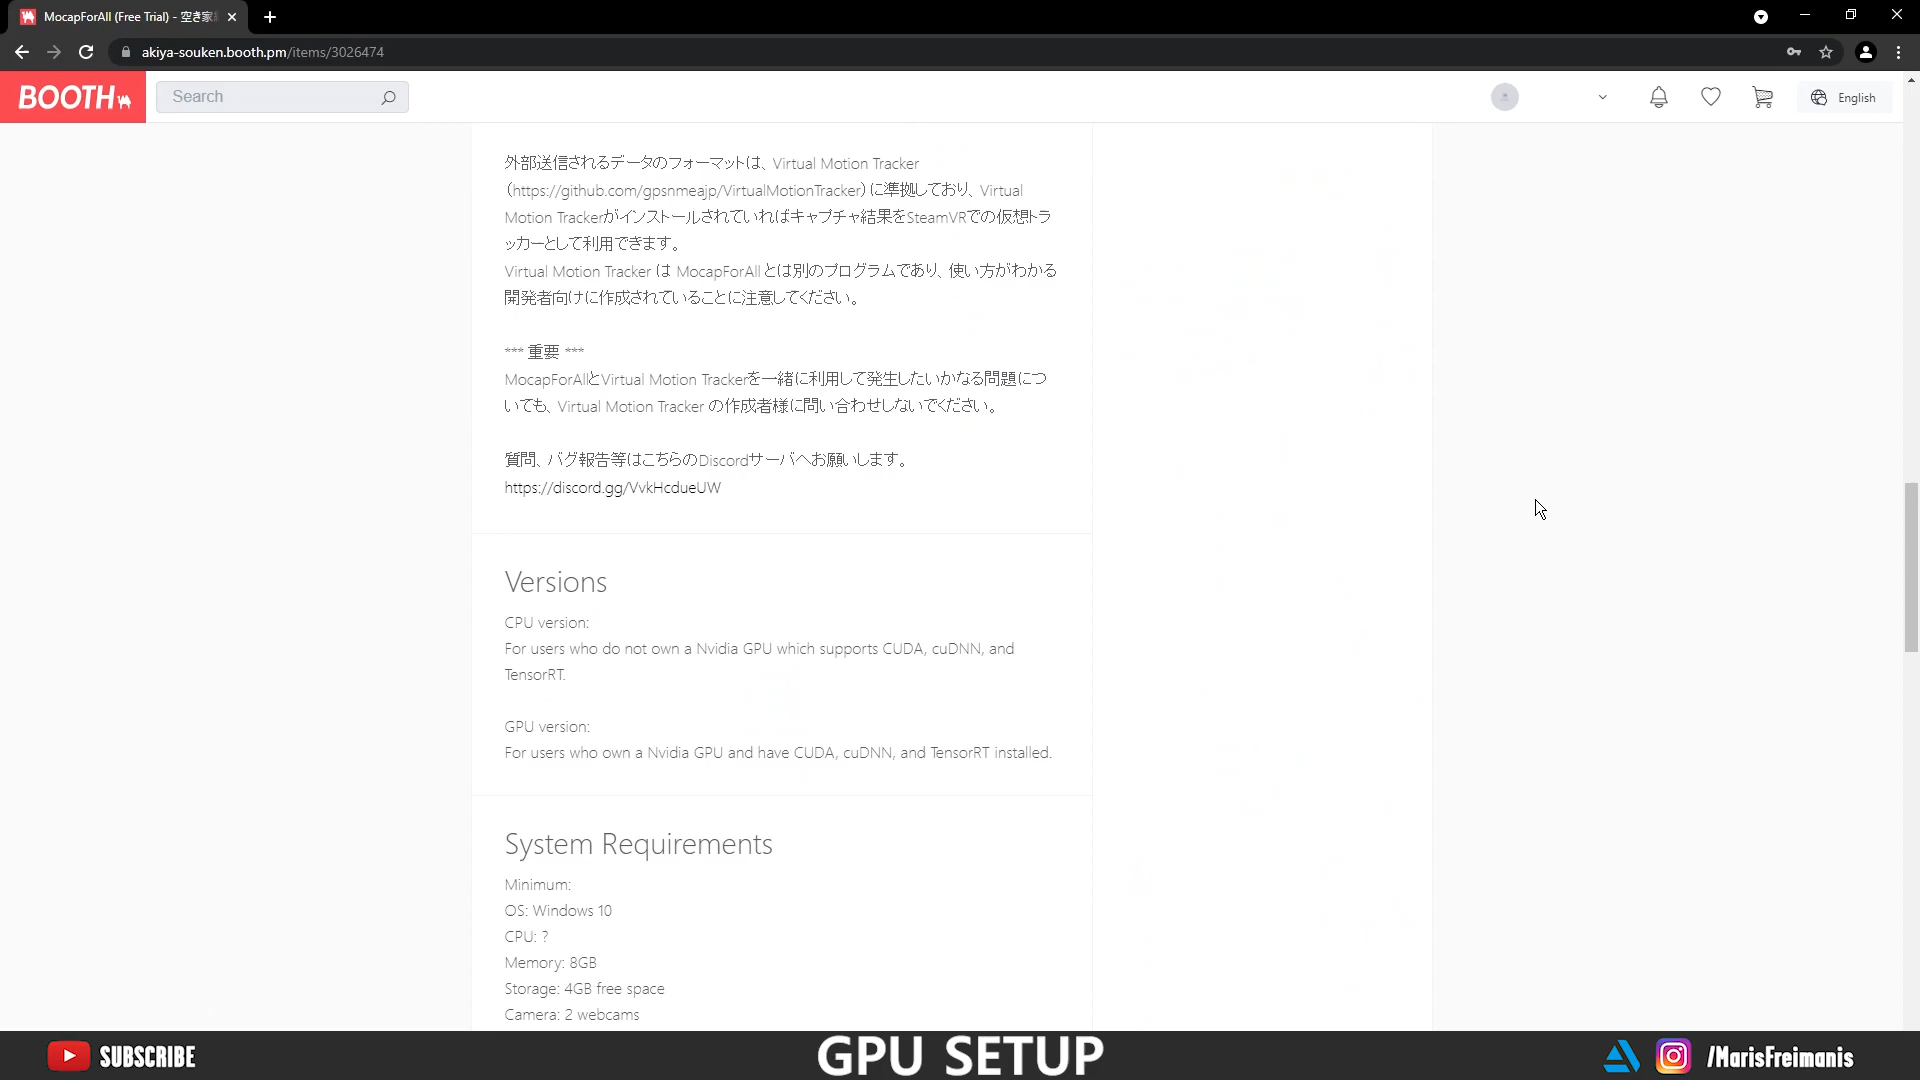 MocapForAll (Free Trial) - 空き家
akiya-souken.booth.pm/items/3026474
BOOTH
Search
English
外部送信されるデータのフォーマットは、Virtual Motion Tracker
（https://github.com/gpsnmeajp/VirtualMotionTracker）に準拠しており、Virtual
Motion Trackerがインストールされていればキャプチャ結果をSteamVRでの仮想トラ
ッカーとして利用できます。
Virtual Motion Tracker は MocapForAll とは別のプログラムであり、使い方がわかる
開発者向けに作成されていることに注意してください。
*** 重要 ***
MocapForAllとVirtual Motion Trackerを一緒に利用して発生したいかなる問題につ
いても、Virtual Motion Tracker の作成者様に問い合わせしないでください。
質問、バグ報告等はこちらのDiscordサーバへお願いします。
https://discord.gg/VvkHcdueUW
Versions
CPU version:
For users who do not own a Nvidia GPU which supports CUDA, cuDNN, and
TensorRT.
GPU version:
For users who own a Nvidia GPU and have CUDA, cuDNN, and TensorRT installed.
System Requirements
Minimum:
OS: Windows 10
CPU: ?
Memory: 8GB
Storage: 4GB free space
Camera: 2 webcams
SUBSCRIBE
GPU SETUP
/MarisFreimanis